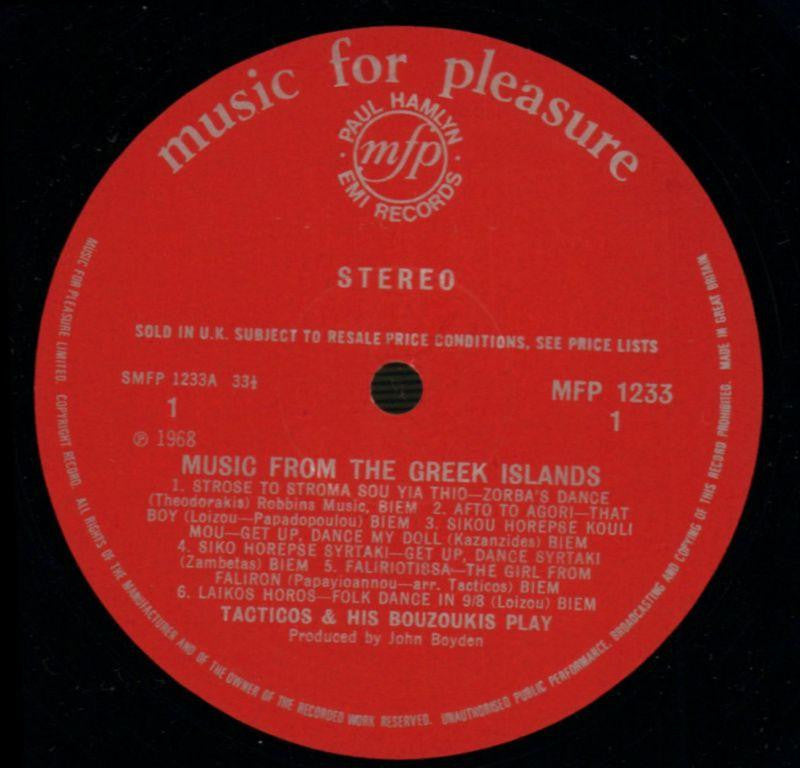 music for pleasure
PAUL HAMLYN
mfp
EMI RECORDS
STEREO
SOLD IN U.K. SUBJECT TO RESALE PRICE CONDITIONS, SEE PRICE LISTS
SMFP 1233A 33⅓
1
MFP 1233
1
℗ 1968
MUSIC FROM THE GREEK ISLANDS
1. STROSE TO STROMA SOU YIA THIO—ZORBA'S DANCE
(Theodorakis) Robbins Music, BIEM 2. AFTO TO AGORI—THAT
BOY (Loizou—Papadopoulou) BIEM 3. SIKOU HOREPSE KOULI
MOU—GET UP, DANCE MY DOLL (Kazanzides) BIEM
4. SIKO HOREPSE SYRTAKI—GET UP, DANCE SYRTAKI
(Zambetas) BIEM 5. FALIRIOTISSA—THE GIRL FROM
FALIRON (Papayioannou—arr. Tacticos) BIEM
6. LAIKOS HOROS—FOLK DANCE IN 9/8 (Loizou) BIEM
TACTICOS & HIS BOUZOUKIS PLAY
Produced by John Boyden
MUSIC FOR PLEASURE LIMITED. COPYRIGHT RECORD. ALL RIGHTS OF THE MANUFACTURER AND OF THE OWNER OF THE RECORDED WORK RESERVED. UNAUTHORISED PUBLIC PERFORMANCE, BROADCASTING AND COPYING OF THIS RECORD PROHIBITED. MADE IN GREAT BRITAIN